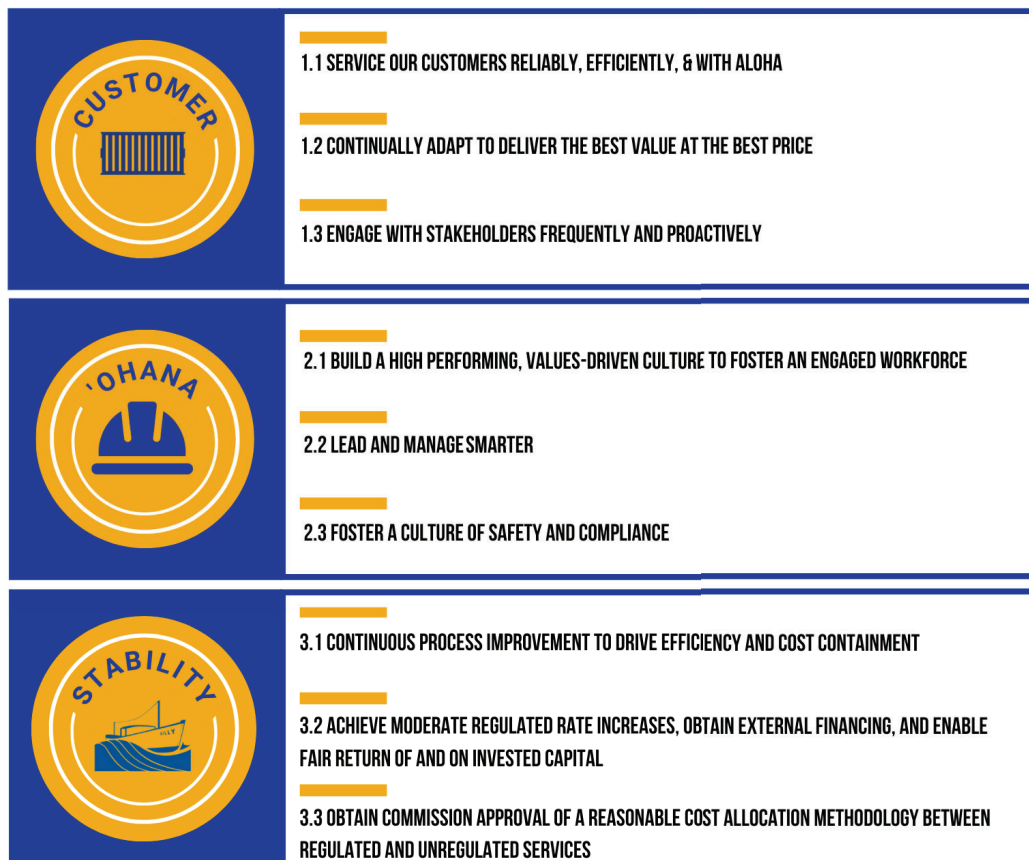 CUSTOMER
1.1 SERVICE OUR CUSTOMERS RELIABLY, EFFICIENTLY, & WITH ALOHA
1.2 CONTINUALLY ADAPT TO DELIVER THE BEST VALUE AT THE BEST PRICE
1.3 ENGAGE WITH STAKEHOLDERS FREQUENTLY AND PROACTIVELY
'OHANA
2.1 BUILD A HIGH PERFORMING, VALUES-DRIVEN CULTURE TO FOSTER AN ENGAGED WORKFORCE
2.2 LEAD AND MANAGE SMARTER
2.3 FOSTER A CULTURE OF SAFETY AND COMPLIANCE
STABILITY
3.1 CONTINUOUS PROCESS IMPROVEMENT TO DRIVE EFFICIENCY AND COST CONTAINMENT
3.2 ACHIEVE MODERATE REGULATED RATE INCREASES, OBTAIN EXTERNAL FINANCING, AND ENABLE
FAIR RETURN OF AND ON INVESTED CAPITAL
3.3 OBTAIN COMMISSION APPROVAL OF A REASONABLE COST ALLOCATION METHODOLOGY BETWEEN
REGULATED AND UNREGULATED SERVICES